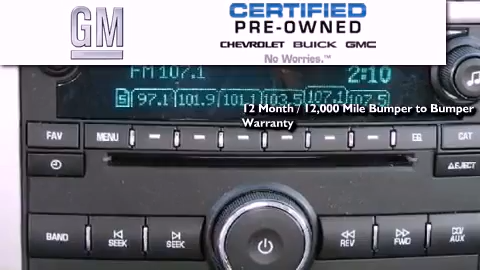 GM
CERTIFIED
PRE-OWNED
CHEVROLET BUICK GMC
No Worries.™
FM 107.1 2:10
5 97.1 101.9 101.1 103.5 107.1 107.5
12 Month / 12,000 Mile Bumper to Bumper
Warranty
FAV MENU EQ CAT
EJECT
BAND SEEK SEEK REV FWD CD/AUX